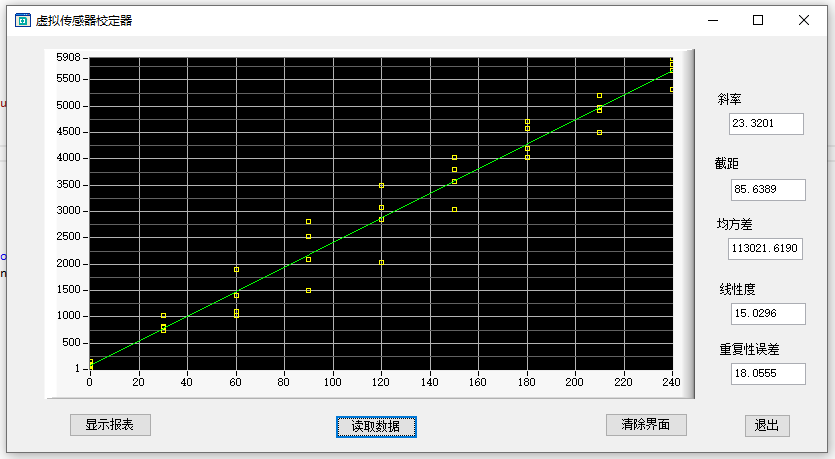 虚拟传感器校定器
5908
5500
5000
4500
4000
3500
3000
2500
2000
1500
1000
500
1
0 20 40 60 80 100 120 140 160 180 200 220 240
斜率
23.3201
截距
85.6389
均方差
113021.6190
线性度
15.0296
重复性误差
18.0555
显示报表 读取数据 清除界面 退出
u
o
n